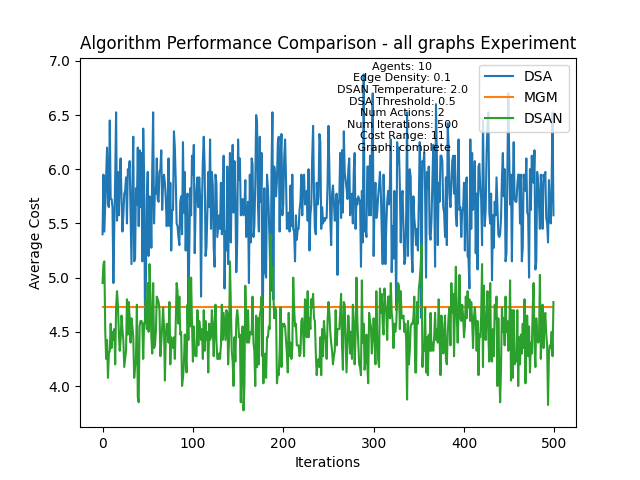 Algorithm Performance Comparison - all graphs Experiment
Agents: 10
Edge Density: 0.1
DSAN Temperature: 2.0
DSA Threshold: 0.5
Num Actions: 2
Num Iterations: 500
Cost Range: 11
Graph: complete
DSA
MGM
DSAN
Average Cost
7.0
6.5
6.0
5.5
5.0
4.5
4.0
0
100
200
300
400
500
Iterations